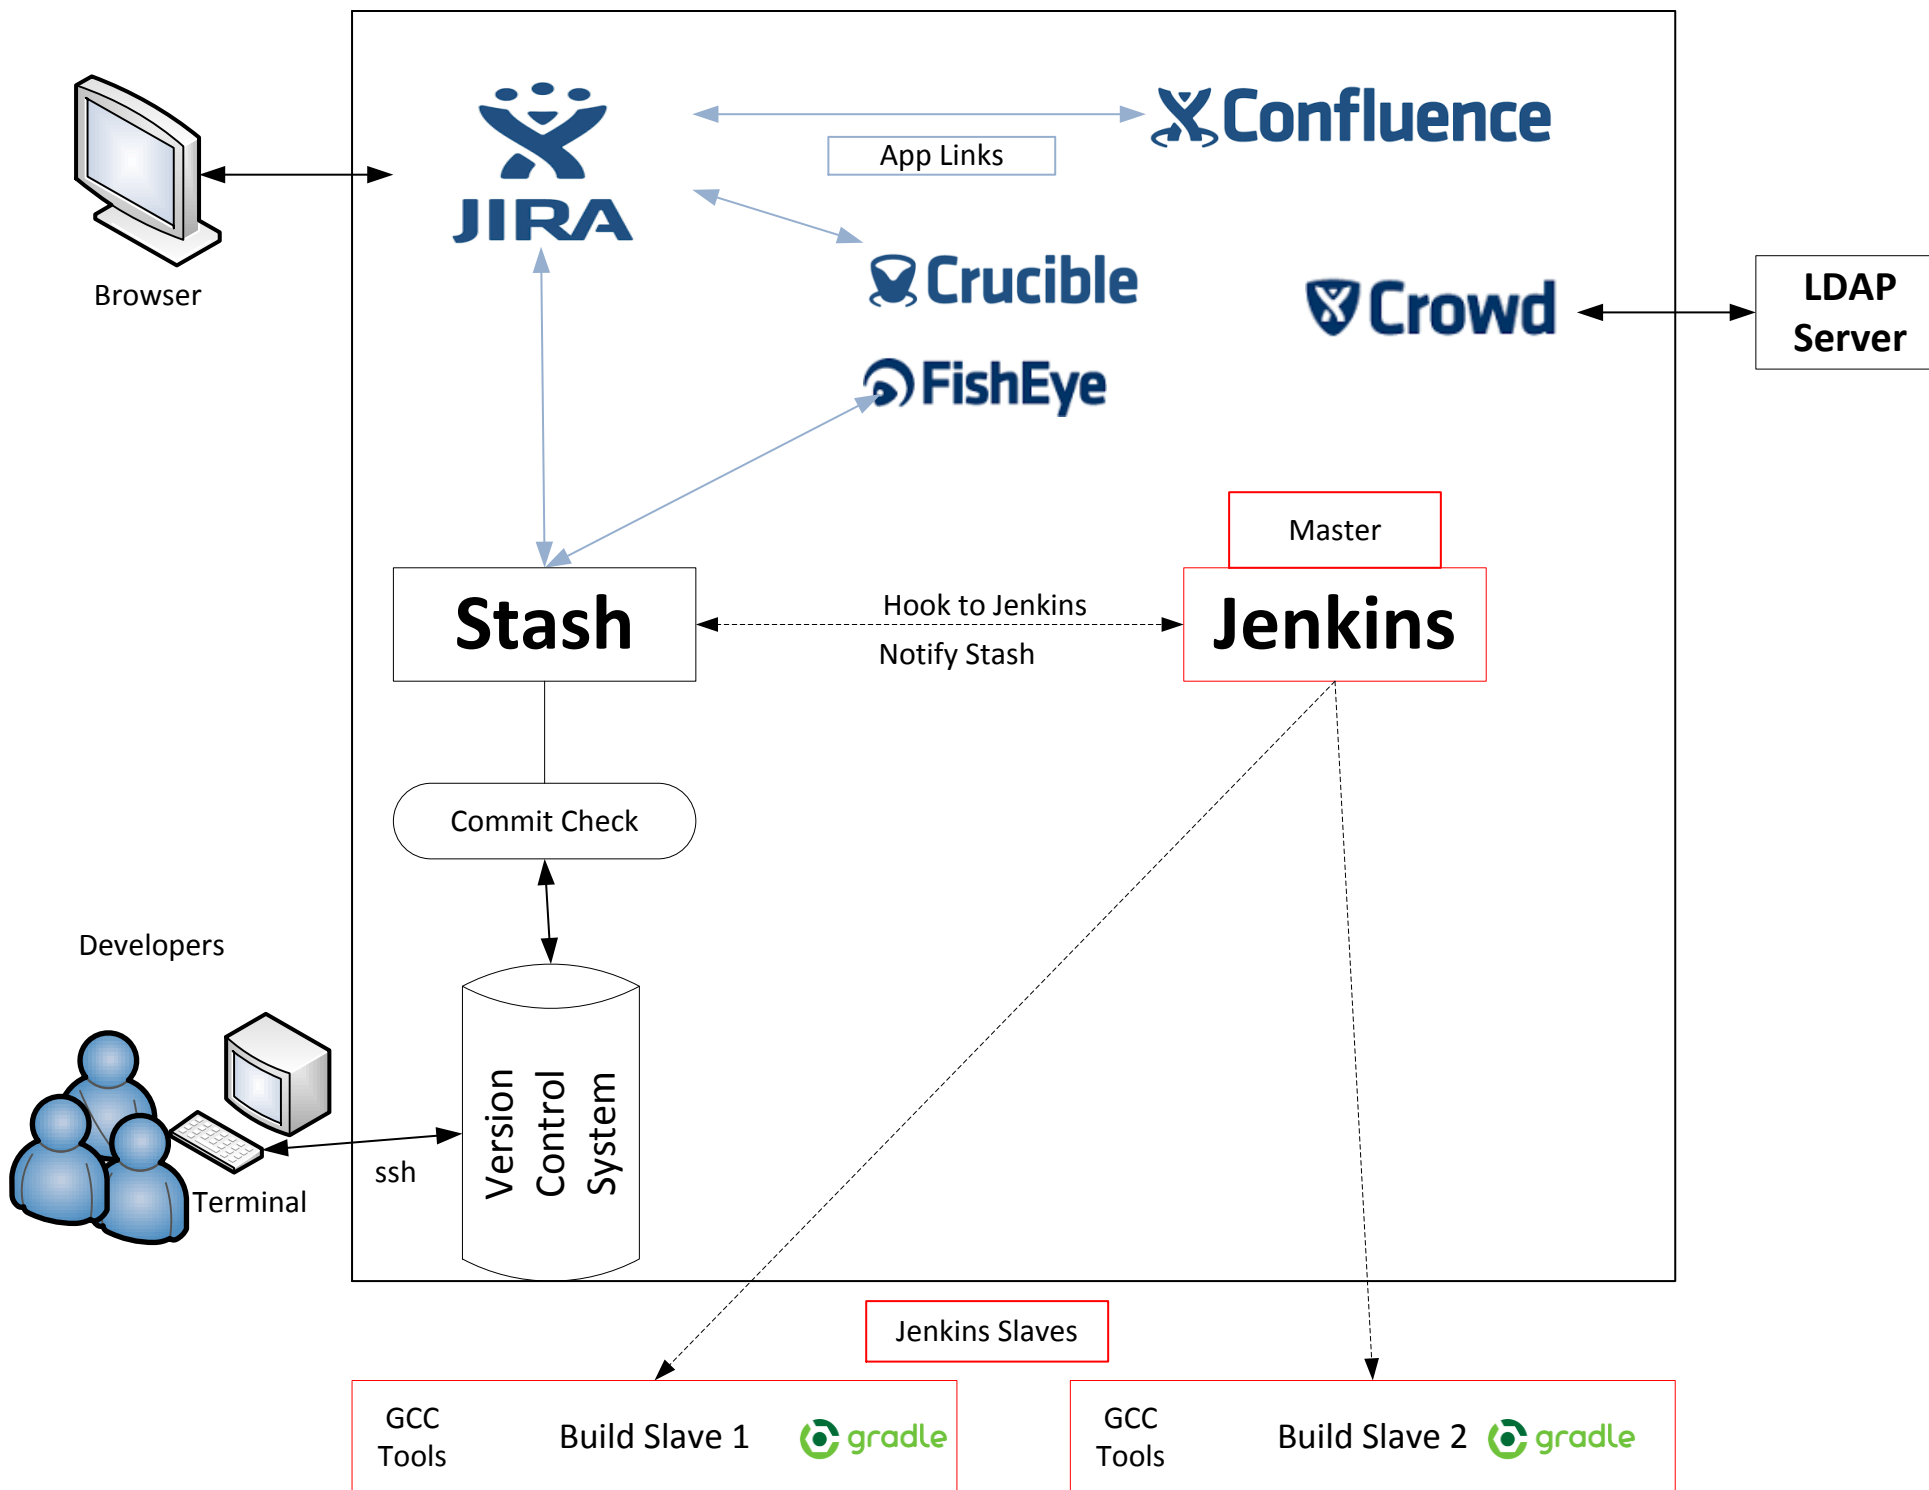 JIRA
Confluence
App Links
Browser
Crucible
Crowd
LDAP
Server
FishEye
Master
Stash
Hook to Jenkins
Notify Stash
Jenkins
Commit Check
Developers
Version
Control
System
ssh
Terminal
Jenkins Slaves
GCC
Tools
Build Slave 1
gradle
GCC
Tools
Build Slave 2
gradle